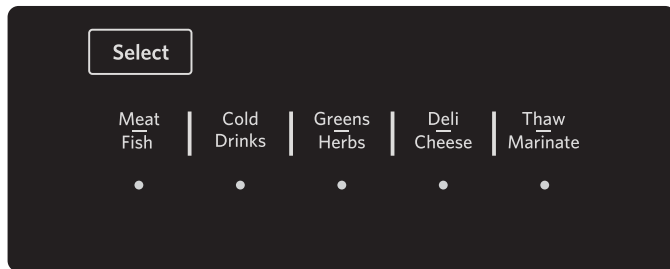 Select
Meat Cold Greens Deli Thaw
Fish Drinks Herbs Cheese Marinate